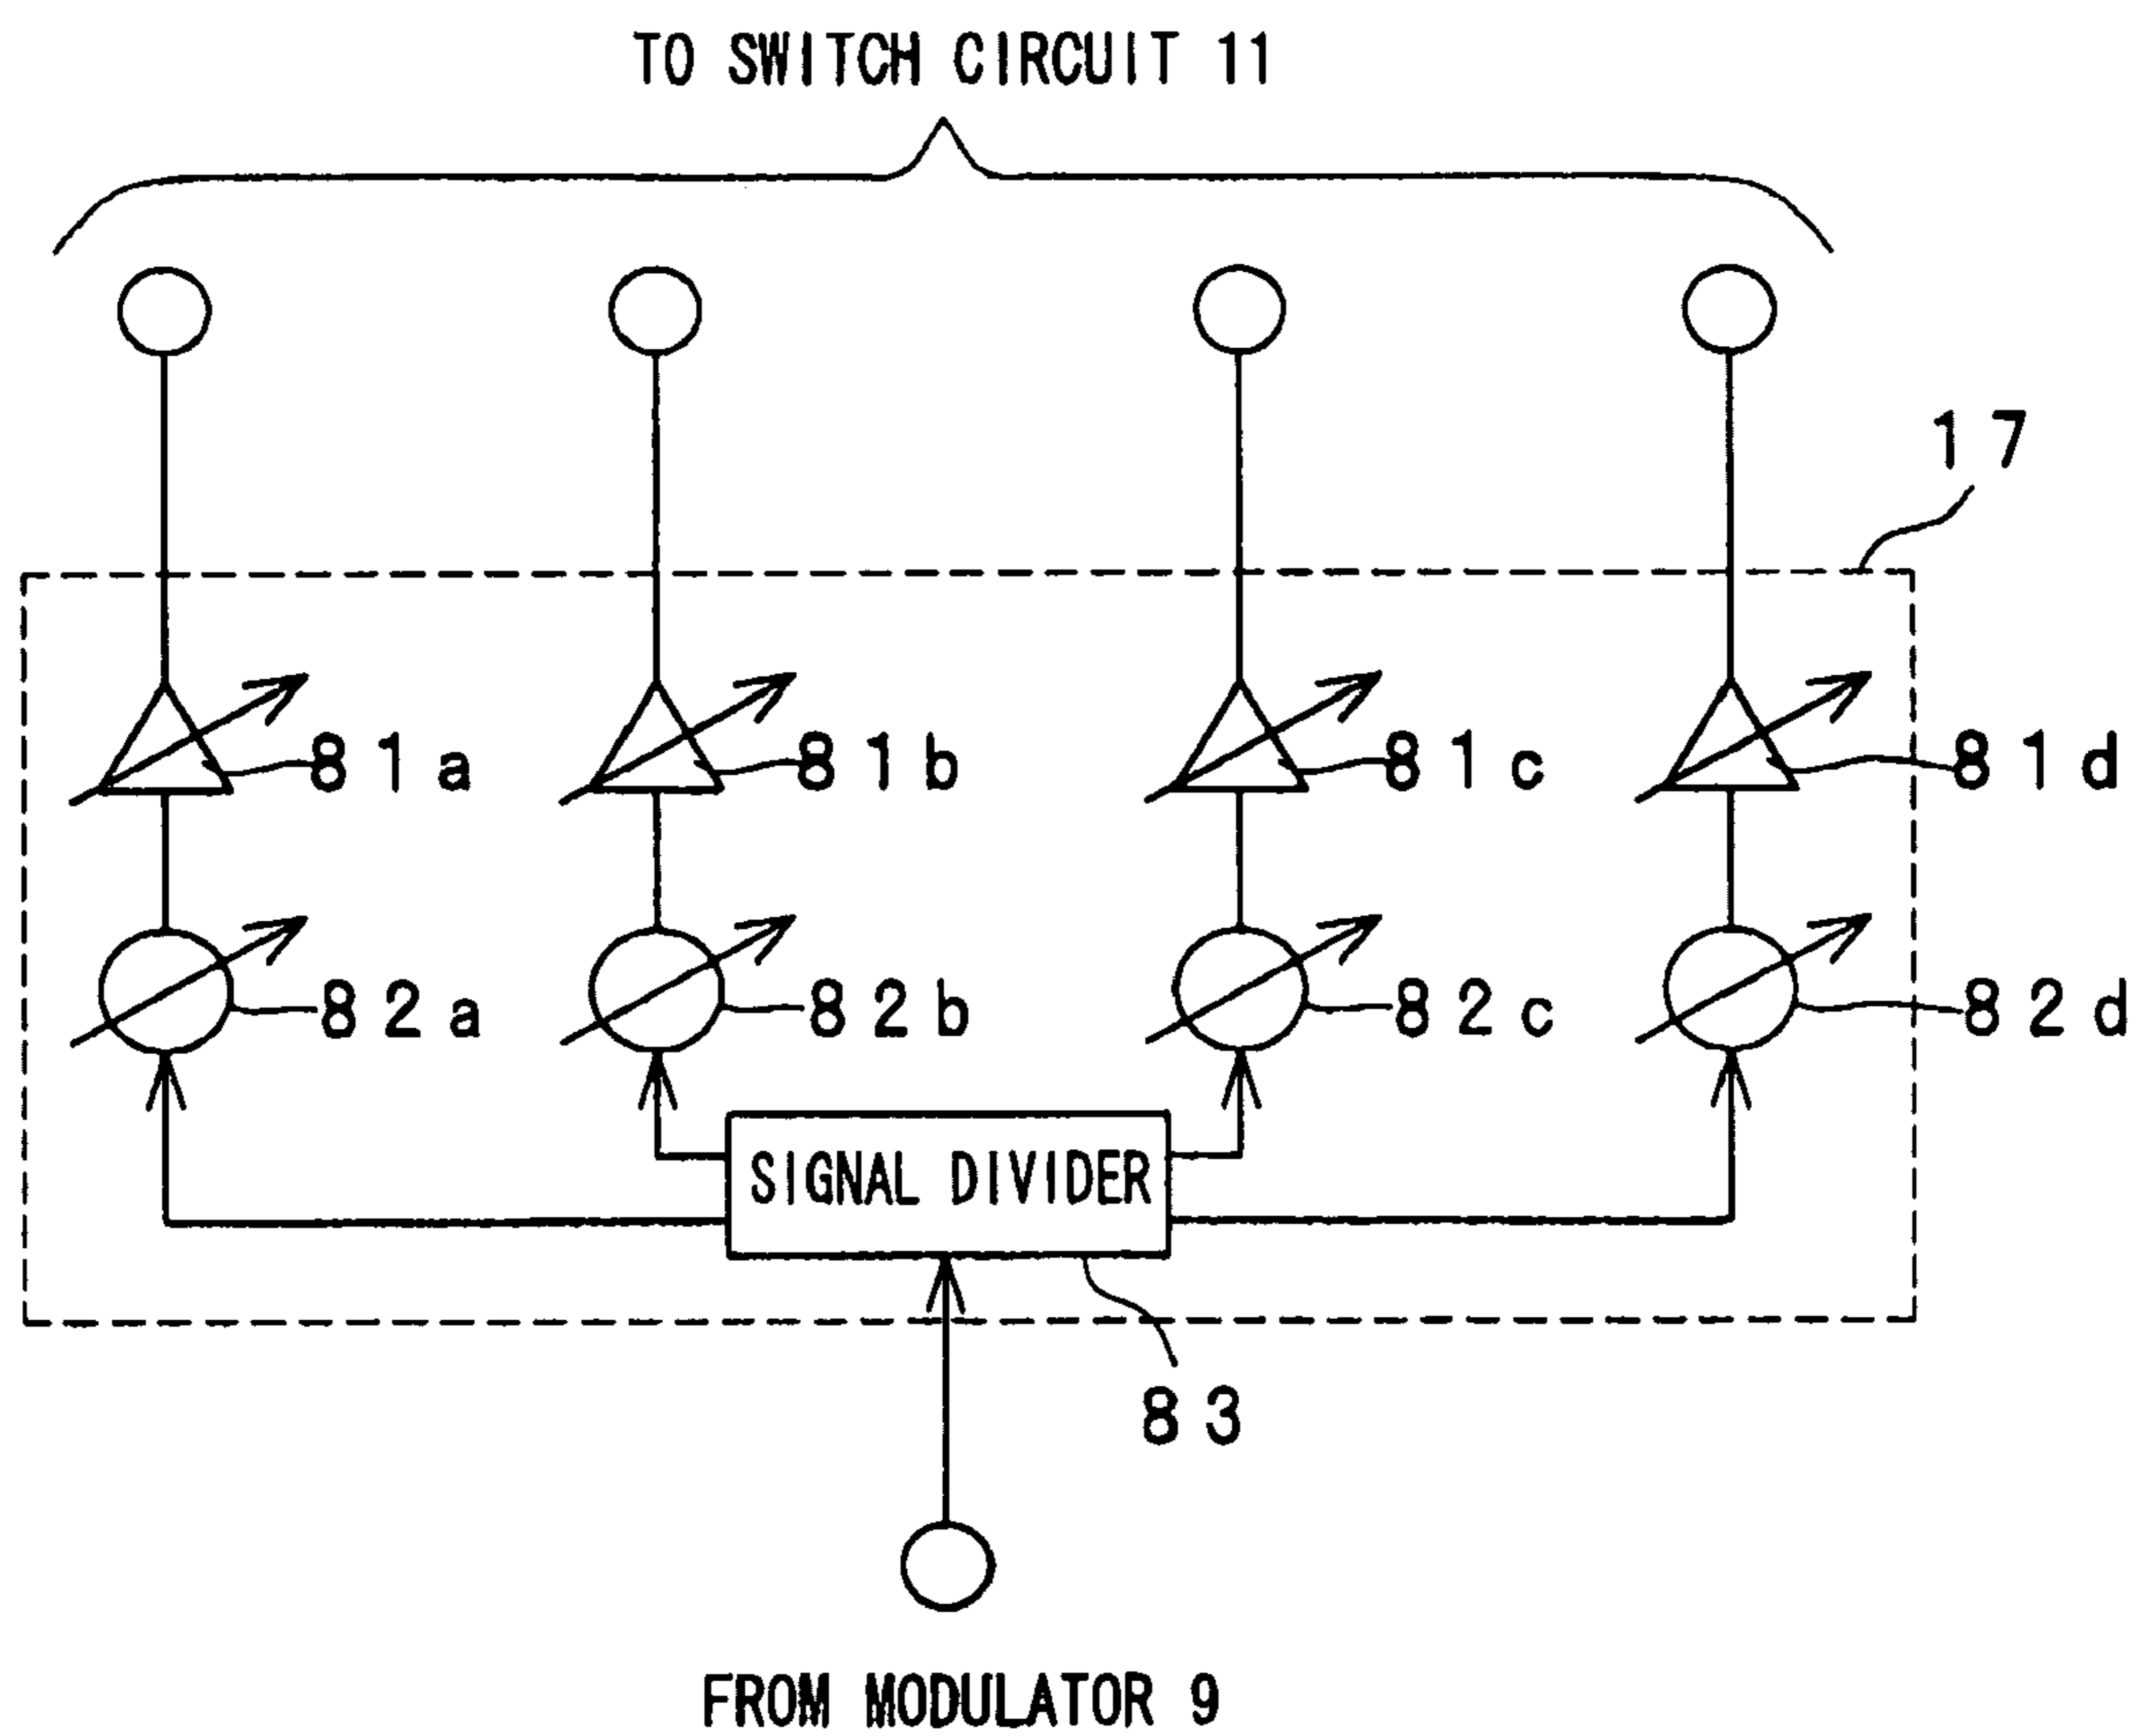 TO SWITCH CIRCUIT 11
17
81a 81b 81c 81d
82a 82b 82c 82d
SIGNAL DIVIDER
83
FROM MODULATOR 9